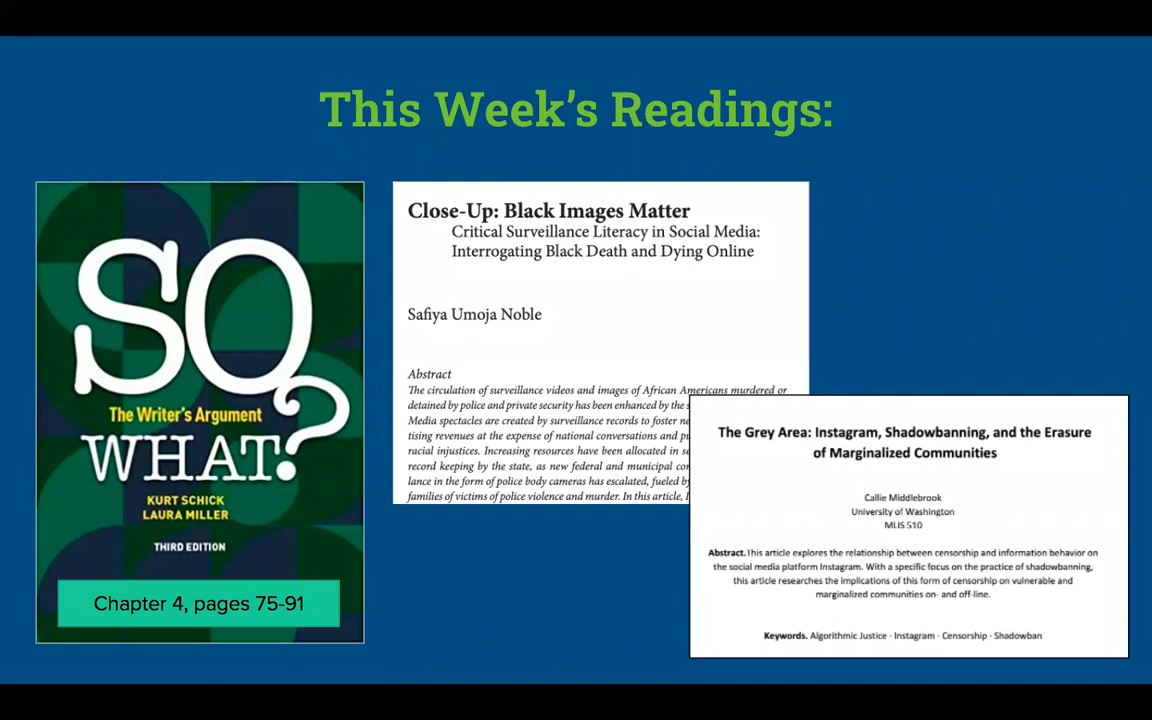 This Week's Readings:
SO
The Writer's Argument
WHAT?
KURT SCHICK
LAURA MILLER
THIRD EDITION
Chapter 4, pages 75-91
Close-Up: Black Images Matter
Critical Surveillance Literacy in Social Media:
Interrogating Black Death and Dying Online
Safiya Umoja Noble
Abstract
The circulation of surveillance videos and images of African Americans murdered or
detained by police and private security has been enhanced by the
Media spectacles are created by surveillance records to foster
tising revenues at the expense of national conversations and
racial injustices. Increasing resources have been allocated in
record keeping by the state, as new federal and municipal
lance in the form of police body cameras has escalated, fueled by
families of victims of police violence and murder. In this article,
The Grey Area: Instagram, Shadowbanning, and the Erasure
of Marginalized Communities
Callie Middlebrook
University of Washington
MLIS 510
Abstract. This article explores the relationship between censorship and information behavior on
the social media platform Instagram. With a specific focus on the practice of shadowbanning,
this article researches the implications of this form of censorship on vulnerable and
marginalized communities on- and off-line.
Keywords. Algorithmic Justice · Instagram · Censorship · Shadowban